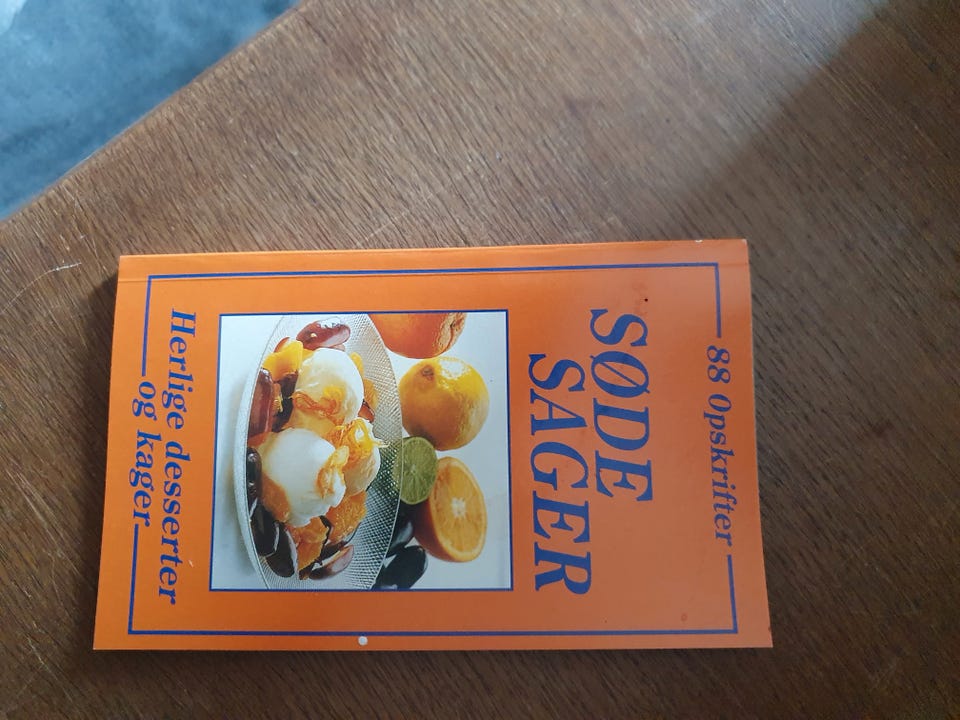 88 Opskrifter
SØDE
SAGER
Herlige desserter
og kager